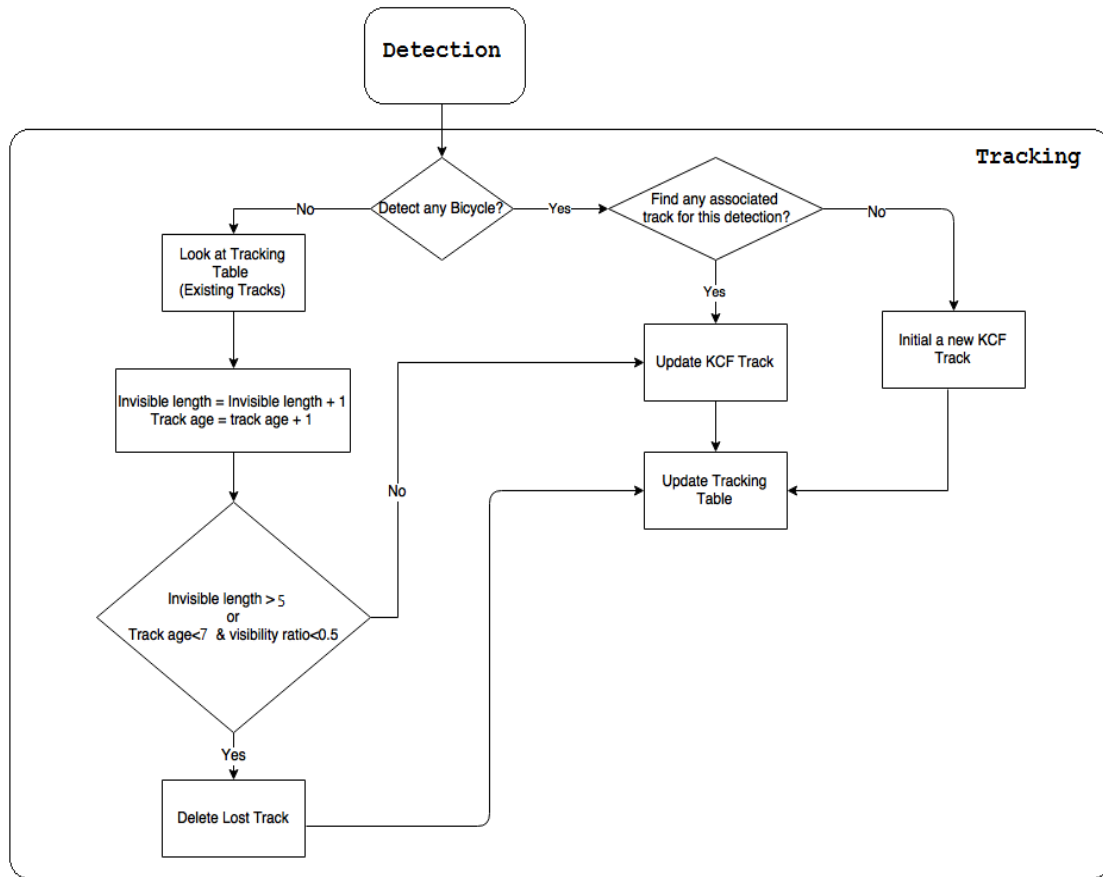 Detection
Tracking
Detect any Bicycle?
No
Yes
Find any associated
track for this detection?
No
Yes
Look at Tracking
Table
(Existing Tracks)
Update KCF Track
Initial a new KCF
Track
Invisible length = Invisible length + 1
Track age = track age + 1
No
Update Tracking
Table
Invisible length >5
or
Track age<7 & visibility ratio<0.5
Yes
Delete Lost Track